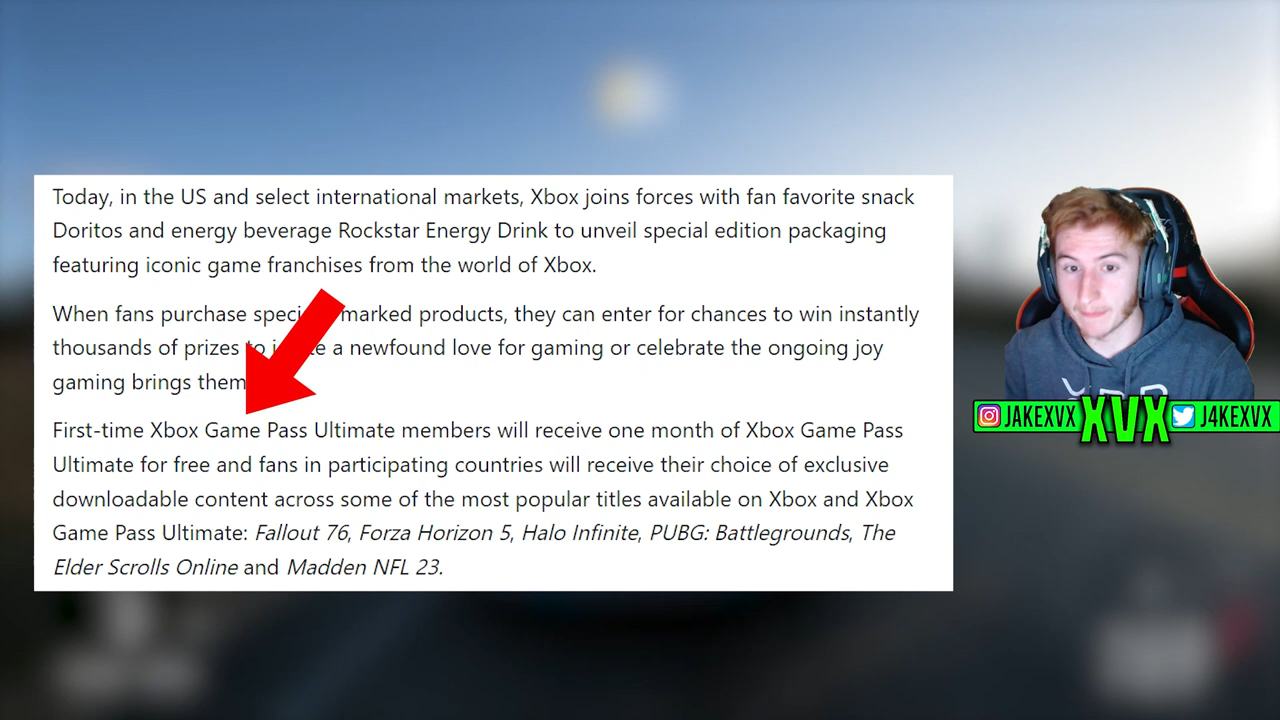 Today, in the US and select international markets, Xbox joins forces with fan favorite snack
Doritos and energy beverage Rockstar Energy Drink to unveil special edition packaging
featuring iconic game franchises from the world of Xbox.
When fans purchase marked products, they can enter for chances to win instantly
thousands of prizes to a newfound love for gaming or celebrate the ongoing joy
gaming brings them
First-time Xbox Game Pass Ultimate members will receive one month of Xbox Game Pass
Ultimate for free and fans in participating countries will receive their choice of exclusive
downloadable content across some of the most popular titles available on Xbox and Xbox
Game Pass Ultimate: Fallout 76, Forza Horizon 5, Halo Infinite, PUBG: Battlegrounds, The
Elder Scrolls Online and Madden NFL 23.
JAKEXVX XVX J4KEXVX